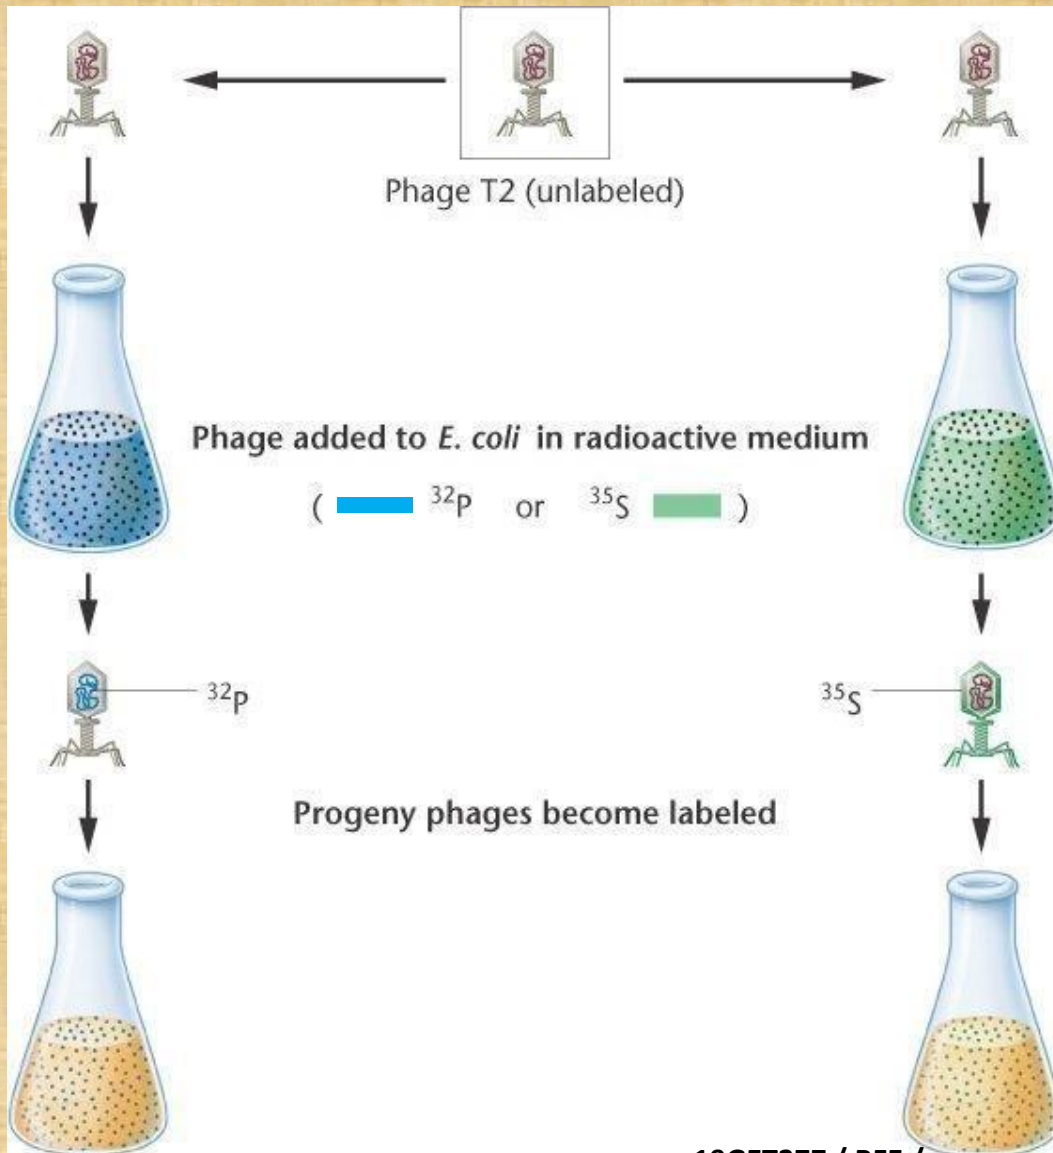 Phage T2 (unlabeled)
Phage added to E. coli in radioactive medium
( ³²P or ³⁵S )
³²P
³⁵S
Progeny phages become labeled